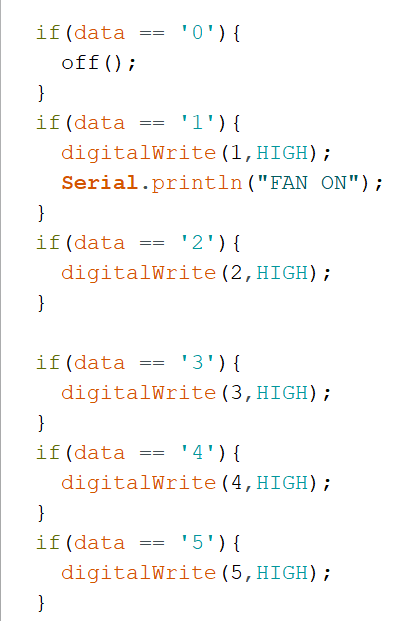 if(data == '0'){
  off();
}
if(data == '1'){
  digitalWrite(1,HIGH);
  Serial.println("FAN ON");
}
if(data == '2'){
  digitalWrite(2,HIGH);
}

if(data == '3'){
  digitalWrite(3,HIGH);
}
if(data == '4'){
  digitalWrite(4,HIGH);
}
if(data == '5'){
  digitalWrite(5,HIGH);
}